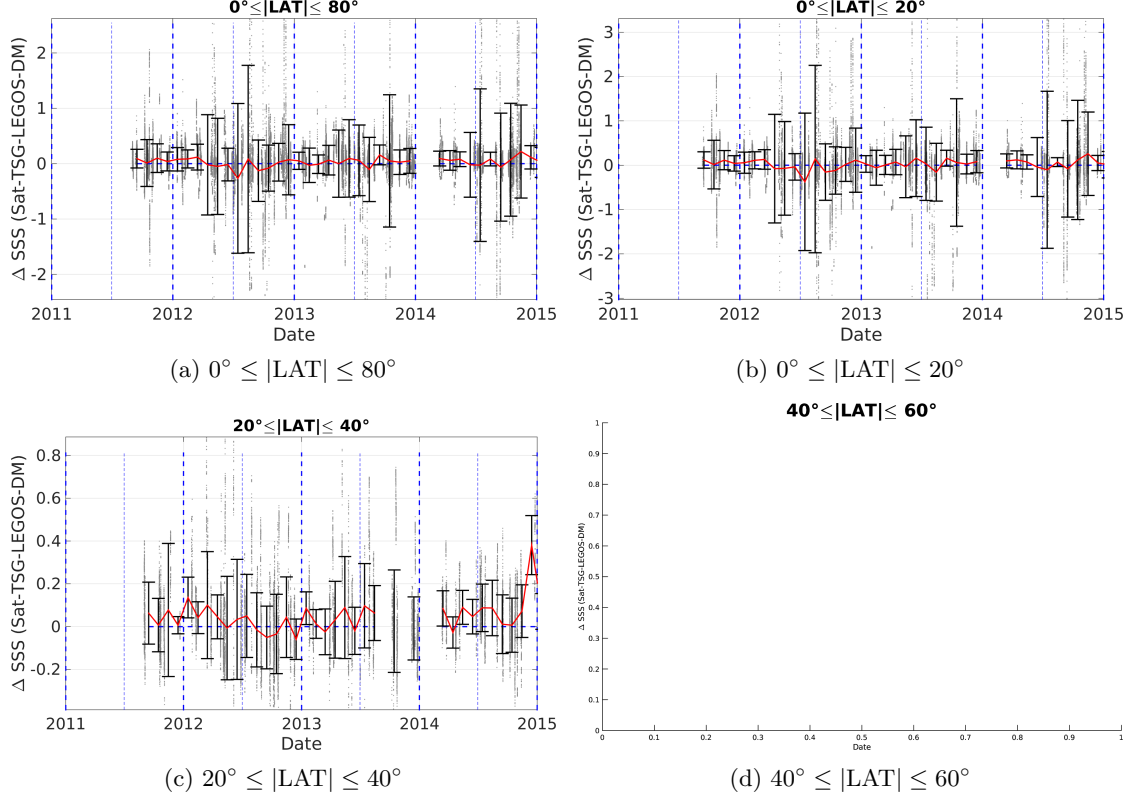 0°≤|LAT|≤ 80°
Δ SSS (Sat-TSG-LEGOS-DM)
2
1
0
-1
-2
2011 2012 2013 2014 2015
Date
(a) 0° ≤ |LAT| ≤ 80°
0°≤|LAT|≤ 20°
Δ SSS (Sat-TSG-LEGOS-DM)
3
2
1
0
-1
-2
-3
2011 2012 2013 2014 2015
Date
(b) 0° ≤ |LAT| ≤ 20°
20°≤|LAT|≤ 40°
Δ SSS (Sat-TSG-LEGOS-DM)
0.8
0.6
0.4
0.2
0
-0.2
2011 2012 2013 2014 2015
Date
(c) 20° ≤ |LAT| ≤ 40°
40°≤|LAT|≤ 60°
Δ SSS (Sat-TSG-LEGOS-DM)
1
0.9
0.8
0.7
0.6
0.5
0.4
0.3
0.2
0.1
0
0 0.1 0.2 0.3 0.4 0.5 0.6 0.7 0.8 0.9 1
Date
(d) 40° ≤ |LAT| ≤ 60°